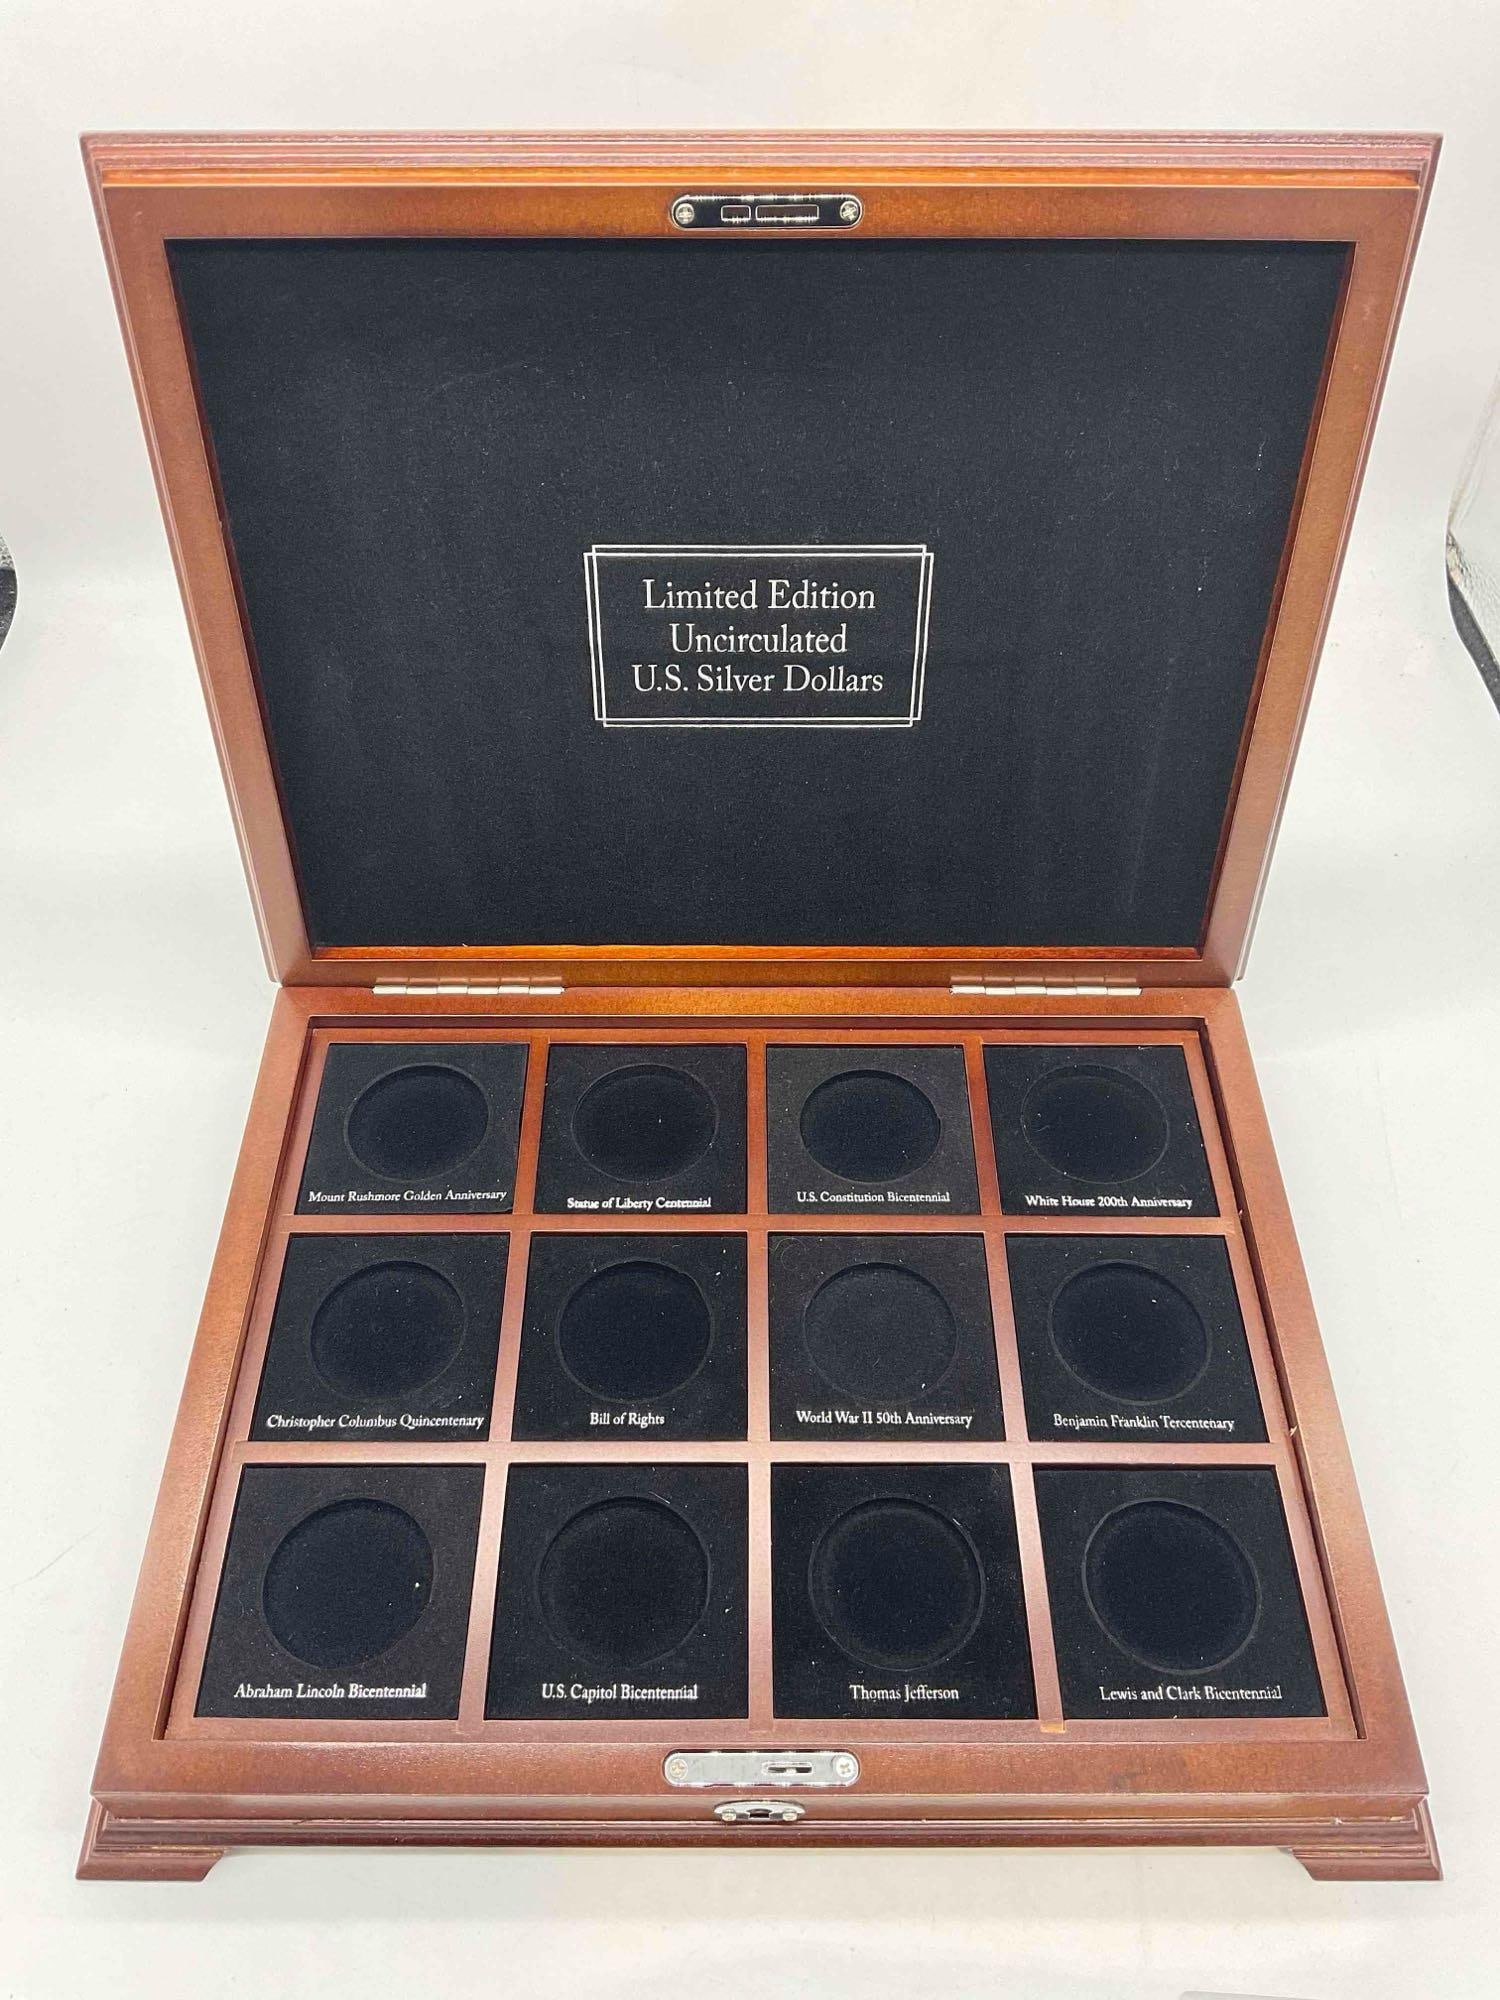 Limited Edition
Uncirculated
U.S. Silver Dollars
Mount Rushmore Golden Anniversary
Statue of Liberty Centennial
U.S. Constitution Bicentennial
White House 200th Anniversary
Christopher Columbus Quincentenary
Bill of Rights
World War II 50th Anniversary
Benjamin Franklin Tercentenary
Abraham Lincoln Bicentennial
U.S. Capitol Bicentennial
Thomas Jefferson
Lewis and Clark Bicentennial